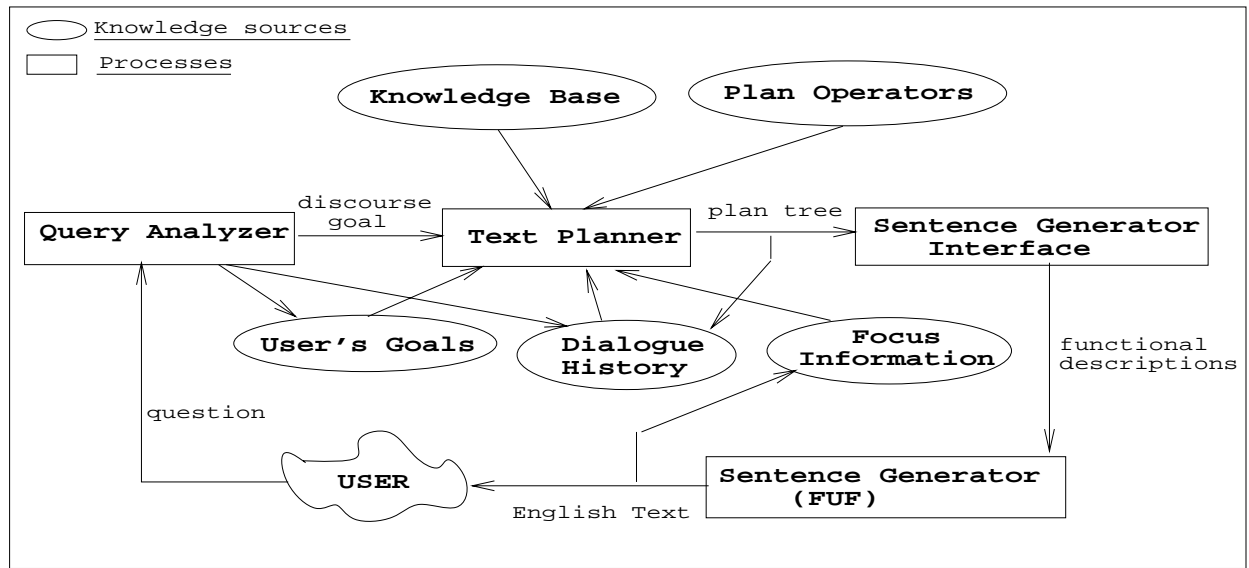 Knowledge sources
Processes
Knowledge Base
Plan Operators
discourse
goal
plan tree
Query Analyzer
Text Planner
Sentence Generator
Interface
User's Goals
Dialogue
History
Focus
Information
functional
descriptions
question
USER
Sentence Generator
(FUF)
English Text